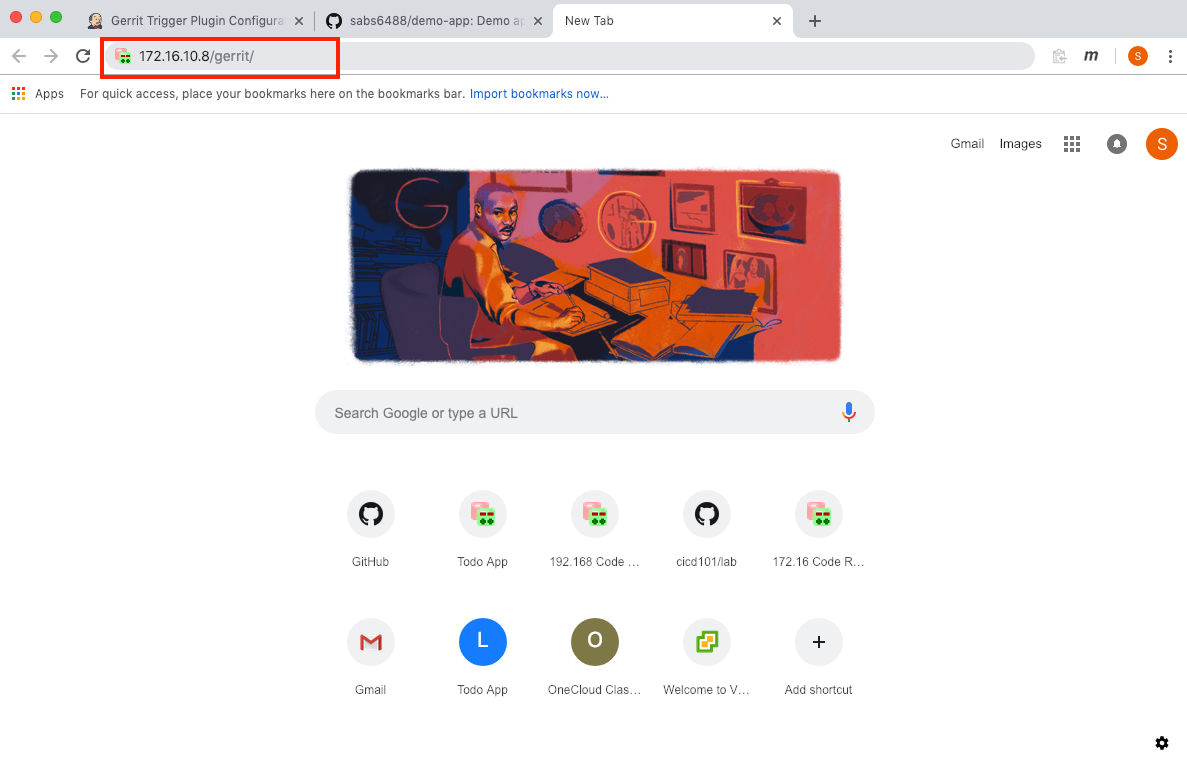 Gerrit Trigger Plugin Configura
sabs6488/demo-app: Demo ap
New Tab
172.16.10.8/gerrit/
m
S
Apps
For quick access, place your bookmarks here on the bookmarks bar. Import bookmarks now...
Gmail
Images
S
Search Google or type a URL
GitHub
Todo App
192.168 Code ...
cicd101/lab
172.16 Code R...
L
O
Gmail
Todo App
OneCloud Clas...
Welcome to V...
Add shortcut